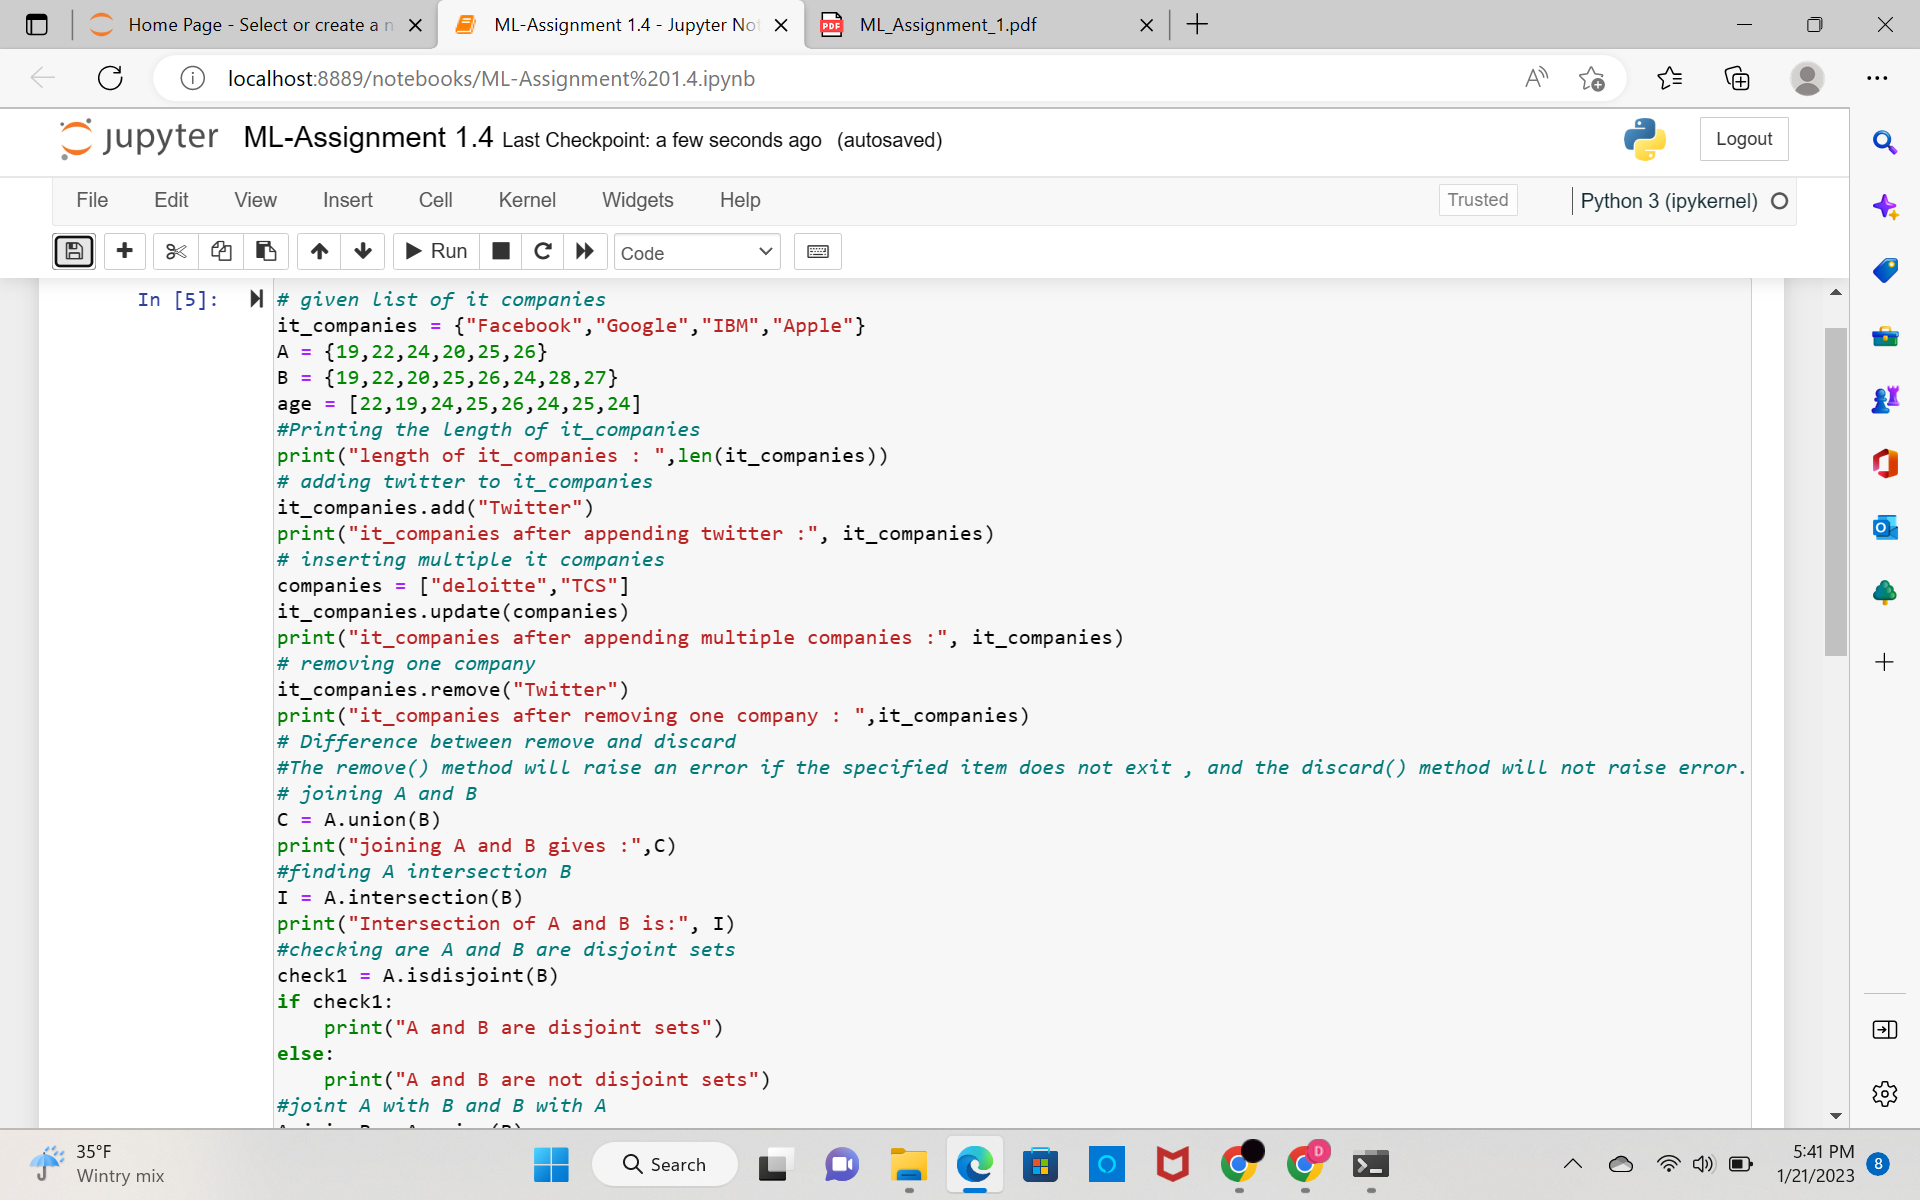 Home Page - Select or create a n
ML-Assignment 1.4 - Jupyter No
PDF
ML_Assignment_1.pdf
localhost:8889/notebooks/ML-Assignment%201.4.ipynb
jupyter ML-Assignment 1.4 Last Checkpoint: a few seconds ago (autosaved)
Logout
File Edit View Insert Cell Kernel Widgets Help
Trusted
Python 3 (ipykernel)
Run
Code
In [5]:
# given list of it companies
it_companies = {"Facebook","Google","IBM","Apple"}
A = {19,22,24,20,25,26}
B = {19,22,20,25,26,24,28,27}
age = [22,19,24,25,26,24,25,24]
#Printing the length of it_companies
print("length of it_companies : ",len(it_companies))
# adding twitter to it_companies
it_companies.add("Twitter")
print("it_companies after appending twitter :", it_companies)
# inserting multiple it companies
companies = ["deloitte","TCS"]
it_companies.update(companies)
print("it_companies after appending multiple companies :", it_companies)
# removing one company
it_companies.remove("Twitter")
print("it_companies after removing one company : ",it_companies)
# Difference between remove and discard
#The remove() method will raise an error if the specified item does not exit , and the discard() method will not raise error.
# joining A and B
C = A.union(B)
print("joining A and B gives :",C)
#finding A intersection B
I = A.intersection(B)
print("Intersection of A and B is:", I)
#checking are A and B are disjoint sets
check1 = A.isdisjoint(B)
if check1:
    print("A and B are disjoint sets")
else:
    print("A and B are not disjoint sets")
#joint A with B and B with A
35°F
Wintry mix
Search
D
5:41 PM
1/21/2023
8